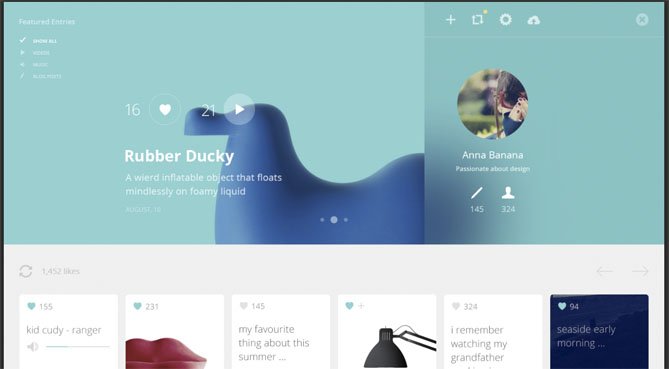 Featured Entries
SHOW ALL
VIDEOS
MUSIC
BLOG POSTS
16
21
Rubber Ducky
A wierd inflatable object that floats
mindlessly on foamy liquid
AUGUST, 16
Anna Banana
Passionate about design
145
324
1,452 likes
155
kid cudy - ranger
231
145
my favourite
thing about this
summer ...
+
324
i remember
watching my
grandfather
94
seaside early
morning ...